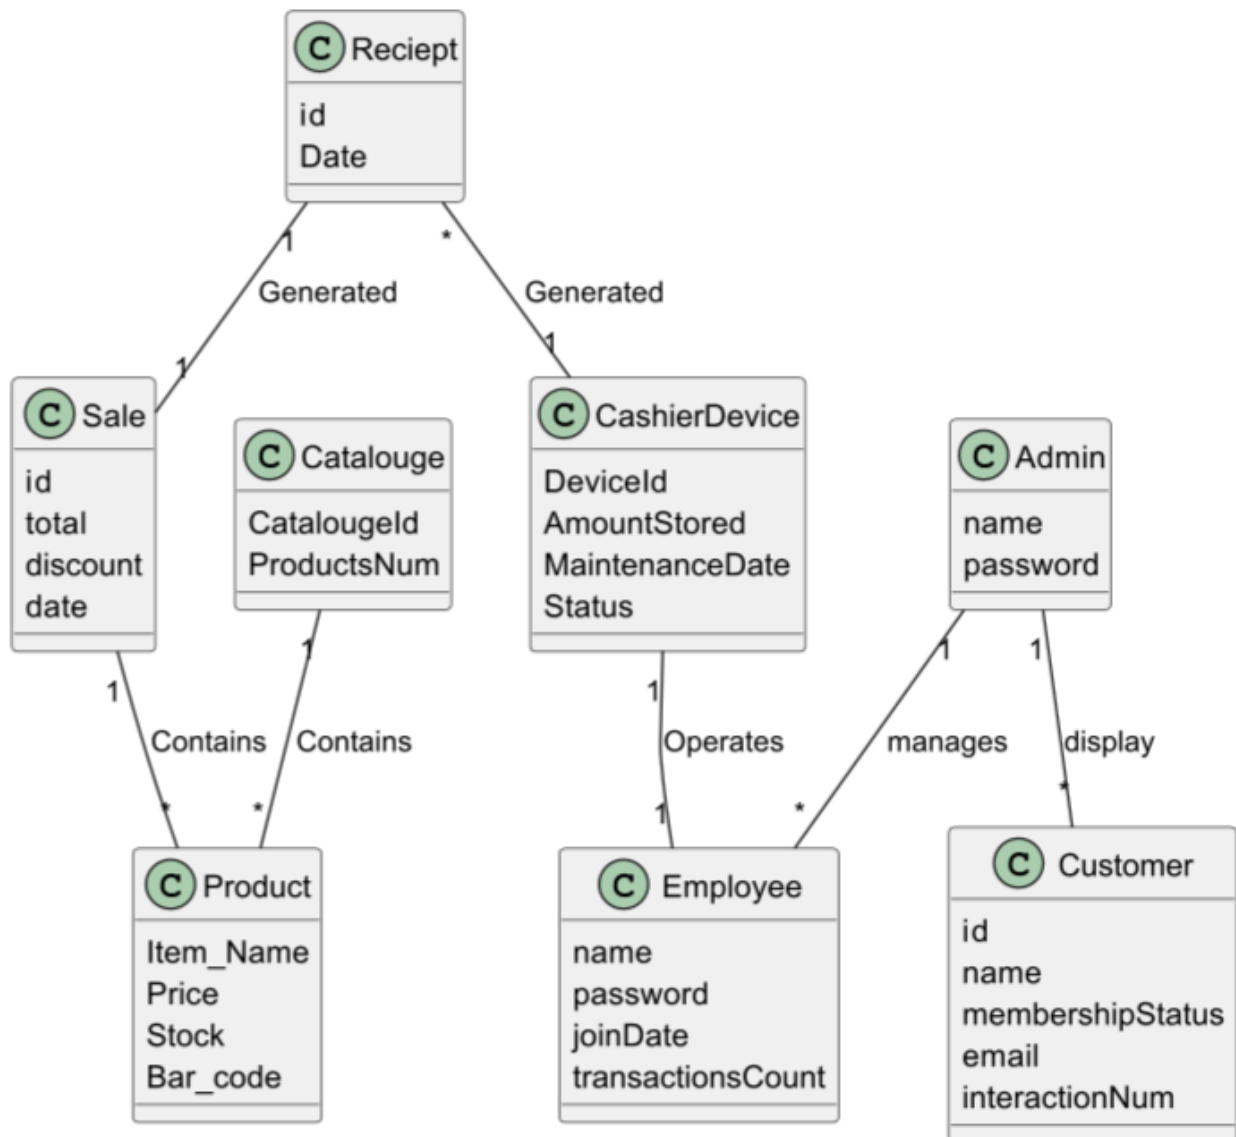 C Reciept
id
Date
1
*
Generated
Generated
1
1
C Sale
id
total
discount
date
C Catalouge
CatalougeId
ProductsNum
C CashierDevice
DeviceId
AmountStored
MaintenanceDate
Status
C Admin
name
password
1
1
1
1
1
Contains
Contains
Operates
manages
display
*
*
1
*
*
C Product
Item_Name
Price
Stock
Bar_code
C Employee
name
password
joinDate
transactionsCount
C Customer
id
name
membershipStatus
email
interactionNum